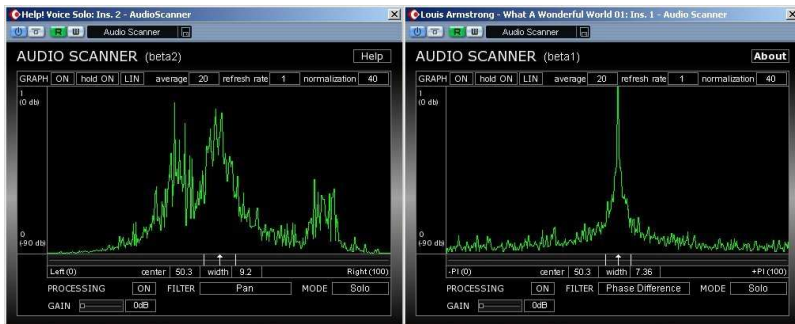 Help! Voice Solo: Ins. 2 - AudioScanner
Audio Scanner
AUDIO SCANNER (beta2) Help
GRAPH ON hold ON LIN average 20 refresh rate 1 normalization 40
1
(0 db)
0
(-90 db)
Left (0) center 50.3 width 9.2 Right (100)
PROCESSING ON FILTER Pan MODE Solo
GAIN 0dB
Louis Armstrong - What A Wonderful World 01: Ins. 1 - Audio Scanner
Audio Scanner
AUDIO SCANNER (beta1) About
GRAPH ON hold ON LIN average 20 refresh rate 1 normalization 40
1
(0 db)
0
(-90 db)
-PI (0) center 50.3 width 7.36 +PI (100)
PROCESSING ON FILTER Phase Difference MODE Solo
GAIN 0dB